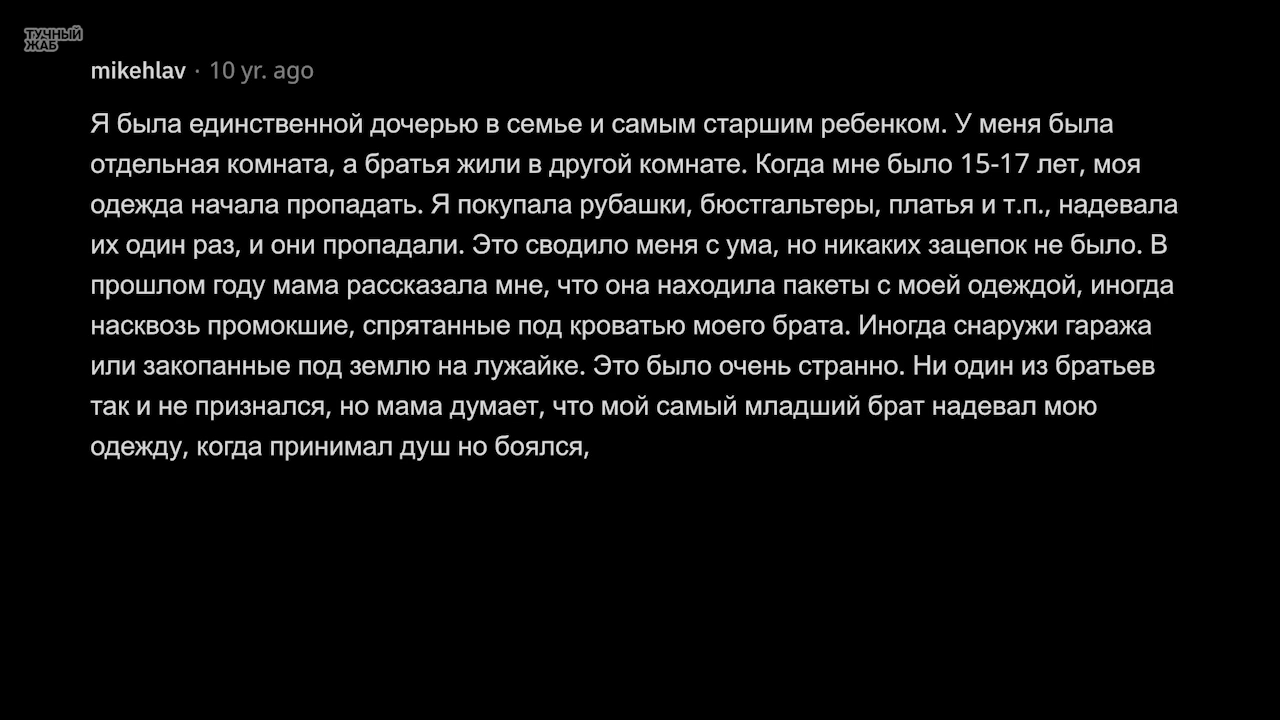 ТУЧНЫЙ
ЖАБ
mikehlav · 10 yr. ago
Я была единственной дочерью в семье и самым старшим ребенком. У меня была
отдельная комната, а братья жили в другой комнате. Когда мне было 15-17 лет, моя
одежда начала пропадать. Я покупала рубашки, бюстгальтеры, платья и т.п., надевала
их один раз, и они пропадали. Это сводило меня с ума, но никаких зацепок не было. В
прошлом году мама рассказала мне, что она находила пакеты с моей одеждой, иногда
насквозь промокшие, спрятанные под кроватью моего брата. Иногда снаружи гаража
или закопанные под землю на лужайке. Это было очень странно. Ни один из братьев
так и не признался, но мама думает, что мой самый младший брат надевал мою
одежду, когда принимал душ но боялся,